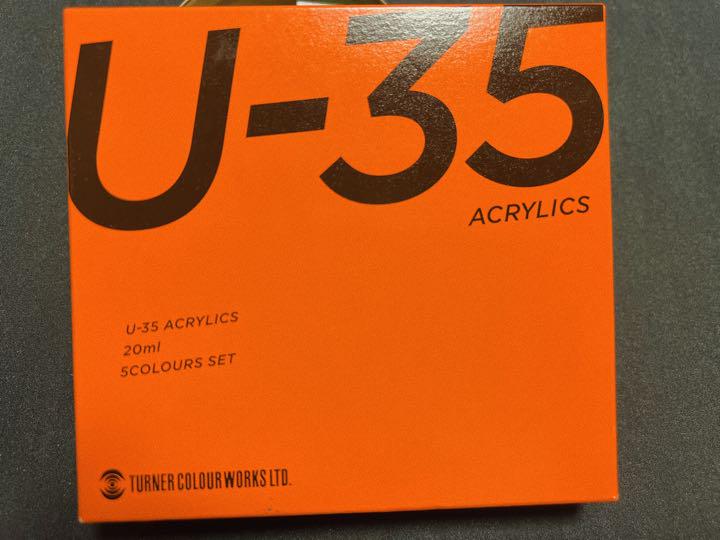 U-35
ACRYLICS
U-35 ACRYLICS
20ml
5COLOURS SET
TURNER COLOUR WORKS LTD.